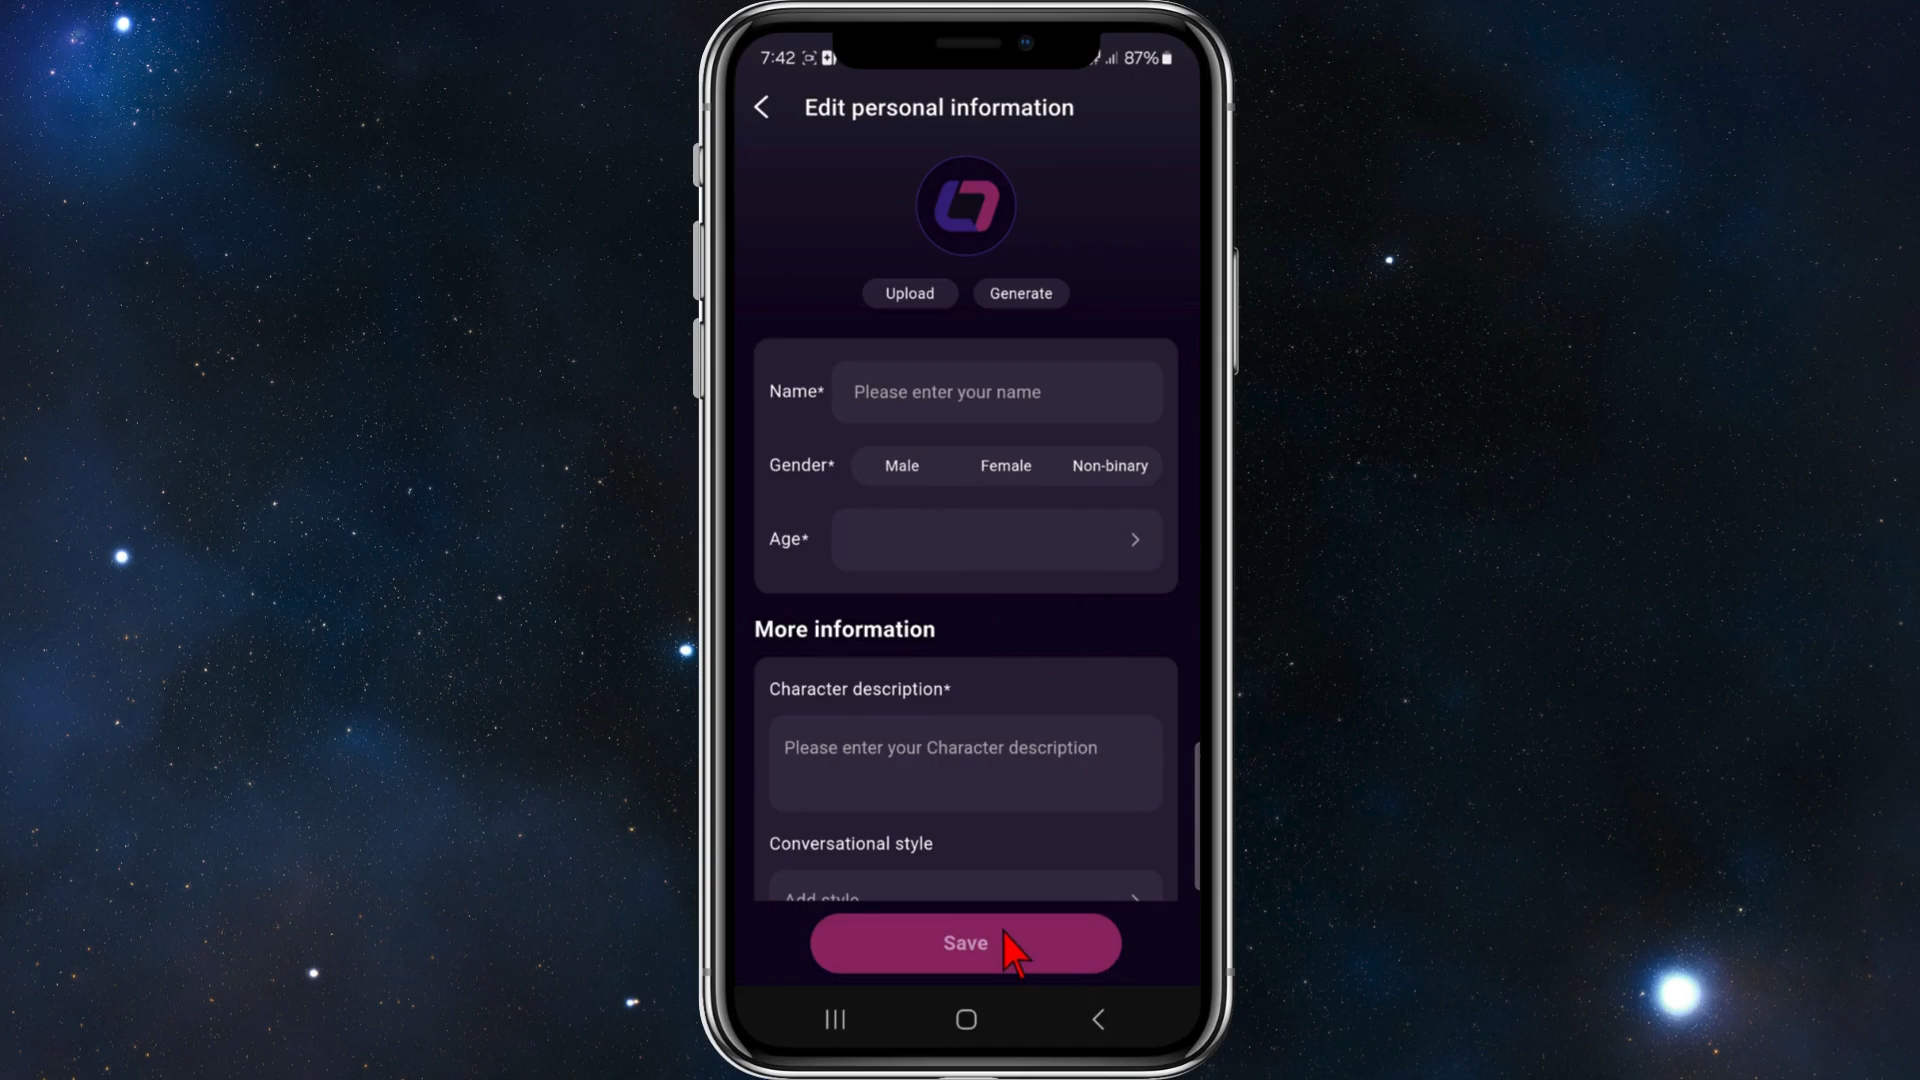 7:42 87%
Edit personal information
Upload Generate
Name* Please enter your name
Gender* Male Female Non-binary
Age*
More information
Character description*
Please enter your Character description
Conversational style
Add style
Save